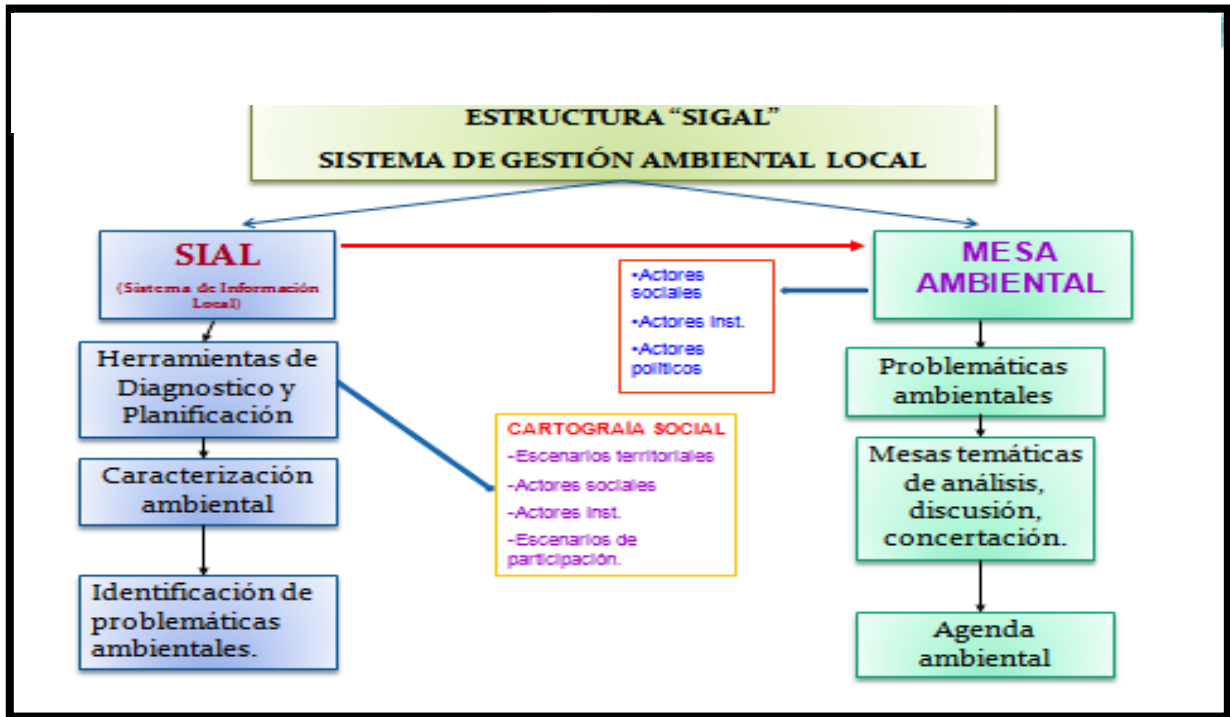 ESTRUCTURA “SIGAL”
SISTEMA DE GESTIÓN AMBIENTAL LOCAL
SIAL
(Sistema de Información
Local)
Herramientas de
Diagnostico y
Planificación
Caracterización
ambiental
Identificación de
problemáticas
ambientales.
•Actores
sociales
•Actores Inst.
•Actores
políticos
CARTOGRAÍA SOCIAL
-Escenarios territoriales
-Actores sociales
-Actores Inst.
-Escenarios de
participación.
MESA
AMBIENTAL
Problemáticas
ambientales
Mesas temáticas
de análisis,
discusión,
concertación.
Agenda
ambiental